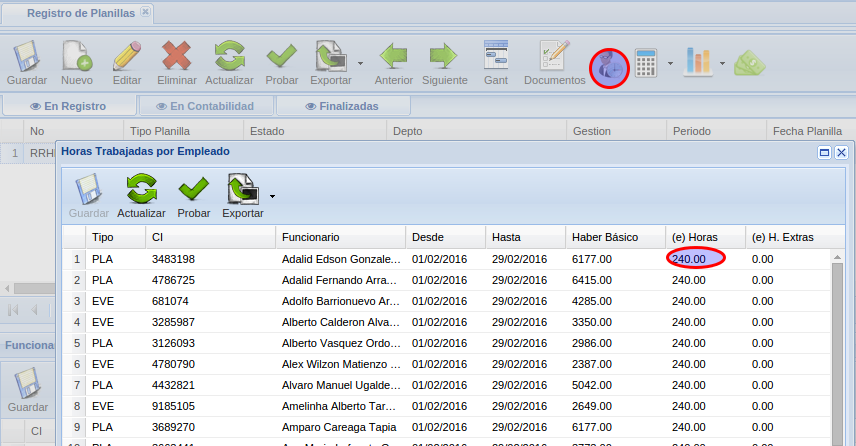 Registro de Planillas
Guardar Nuevo Editar Eliminar Actualizar Probar Exportar Anterior Siguiente Gant Documentos
En Registro En Contabilidad Finalizadas
No Tipo Planilla Estado Depto Gestion Periodo Fecha Planilla
1
Horas Trabajadas por Empleado
Guardar Actualizar Probar Exportar
Tipo CI Funcionario Desde Hasta Haber Básico (e) Horas (e) H. Extras
1 PLA 3483198 Adalid Edson Gonzale... 01/02/2016 29/02/2016 6177.00 240.00 0.00
2 PLA 4786725 Adalid Fernando Arra... 01/02/2016 29/02/2016 6415.00 240.00 0.00
3 EVE 681074 Adolfo Barrionuevo Ar... 01/02/2016 29/02/2016 4285.00 240.00 0.00
4 EVE 3285987 Alberto Calderon Alva... 01/02/2016 29/02/2016 3350.00 240.00 0.00
5 PLA 3126093 Alberto Vasquez Ordo... 01/02/2016 29/02/2016 2986.00 240.00 0.00
6 EVE 4780790 Alex Wilzon Matienzo ... 01/02/2016 29/02/2016 2387.00 240.00 0.00
7 PLA 4432821 Alvaro Manuel Ugalde... 01/02/2016 29/02/2016 5042.00 240.00 0.00
8 EVE 9185105 Amelinha Alberto Tar... 01/02/2016 29/02/2016 2649.00 240.00 0.00
9 PLA 3689270 Amparo Careaga Tapia 01/02/2016 29/02/2016 6177.00 240.00 0.00
Funcionar
Guardar
CI